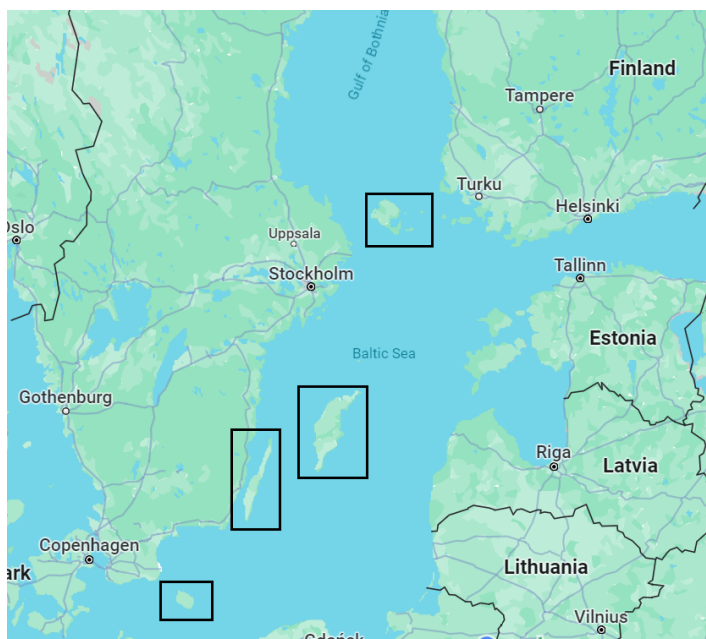 Gulf of Bothnia
Finland
Tampere
Turku
Helsinki
Oslo
Uppsala
Stockholm
Tallinn
Estonia
Baltic Sea
Gothenburg
Riga
Latvia
Copenhagen
ark
Lithuania
Vilnius
Gdańsk